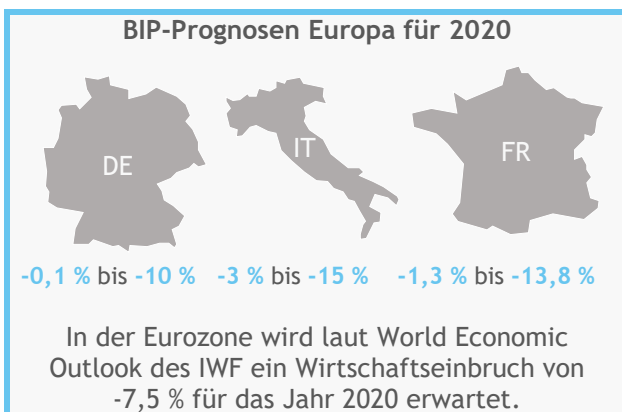 BIP-Prognosen Europa für 2020
DE
IT
FR
-0,1 % bis -10 %
-3 % bis -15 %
-1,3 % bis -13,8 %
In der Eurozone wird laut World Economic
Outlook des IWF ein Wirtschaftseinbruch von
-7,5 % für das Jahr 2020 erwartet.